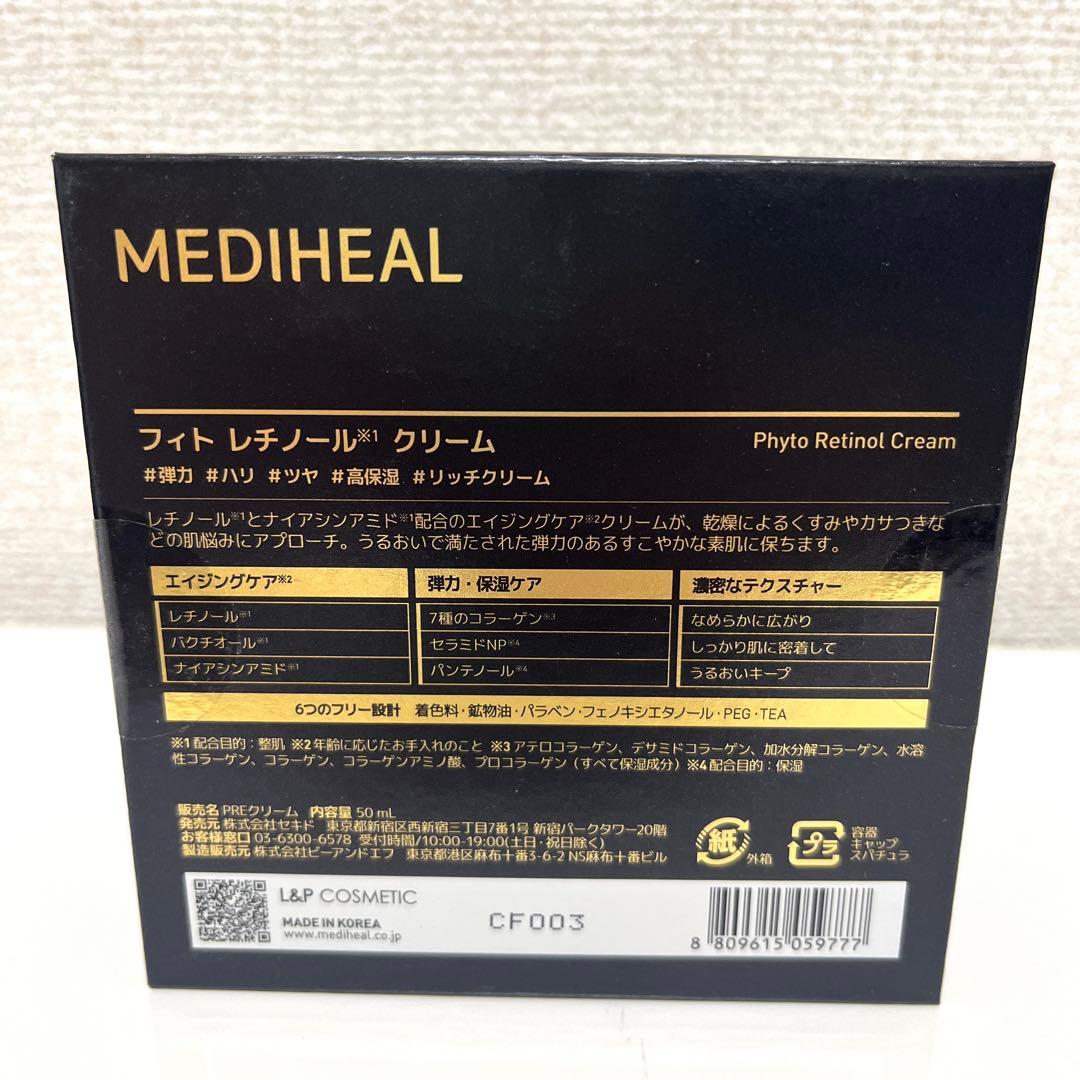 MEDIHEAL
フィト レチノール※1 クリーム
Phyto Retinol Cream
#弾力 #ハリ #ツヤ #高保湿 #リッチクリーム
レチノール※1とナイアシンアミド※1配合のエイジングケア※2クリームが、乾燥によるくすみやカサつきな
どの肌悩みにアプローチ。うるおいで満たされた弾力のあるすこやかな素肌に保ちます。
エイジングケア※2
レチノール※1
バクチオール※1
ナイアシンアミド※1
弾力・保湿ケア
7種のコラーゲン※3
セラミドNP※4
パンテノール※4
濃密なテクスチャー
なめらかに広がり
しっかり肌に密着して
うるおいキープ
6つのフリー設計 着色料・鉱物油・パラベン・フェノキシエタノール・PEG・TEA
※1 配合目的:整肌 ※2 年齢に応じたお手入れのこと ※3 アテロコラーゲン、デサミドコラーゲン、加水分解コラーゲン、水溶
性コラーゲン、コラーゲン、コラーゲンアミノ酸、プロコラーゲン (すべて保湿成分) ※4 配合目的:保湿
販売名 PREクリーム 内容量 50 mL
発売元 株式会社セキド 東京都新宿区西新宿三丁目7番1号 新宿パークタワー20階
お客様窓口 03-6300-6578 受付時間/10:00-19:00(土日・祝日除く)
製造販売元 株式会社ピーアンドエフ 東京都港区麻布十番3-6-2 NS麻布十番ビル
紙
外箱
プラ
容器
キャップ
スパチュラ
L&P COSMETIC
MADE IN KOREA
www.mediheal.co.jp
CF003
8 809615 059777